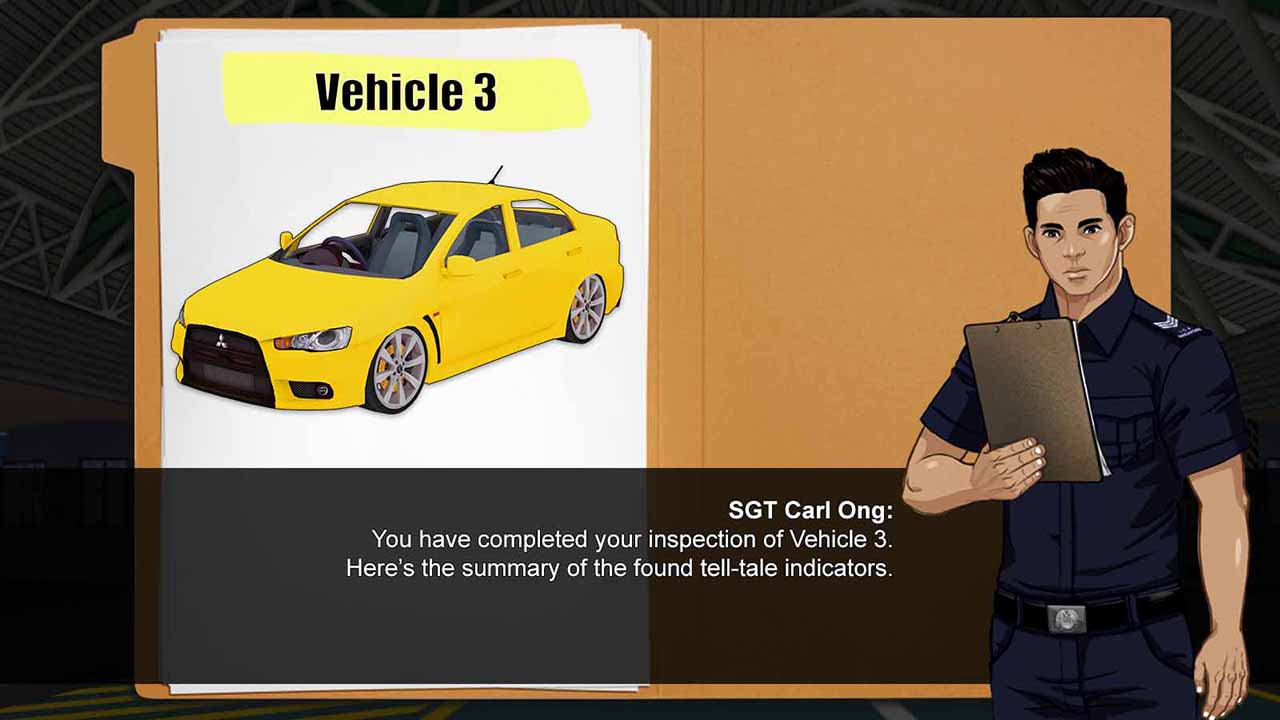 Vehicle 3
SGT Carl Ong:
You have completed your inspection of Vehicle 3.
Here’s the summary of the found tell-tale indicators.